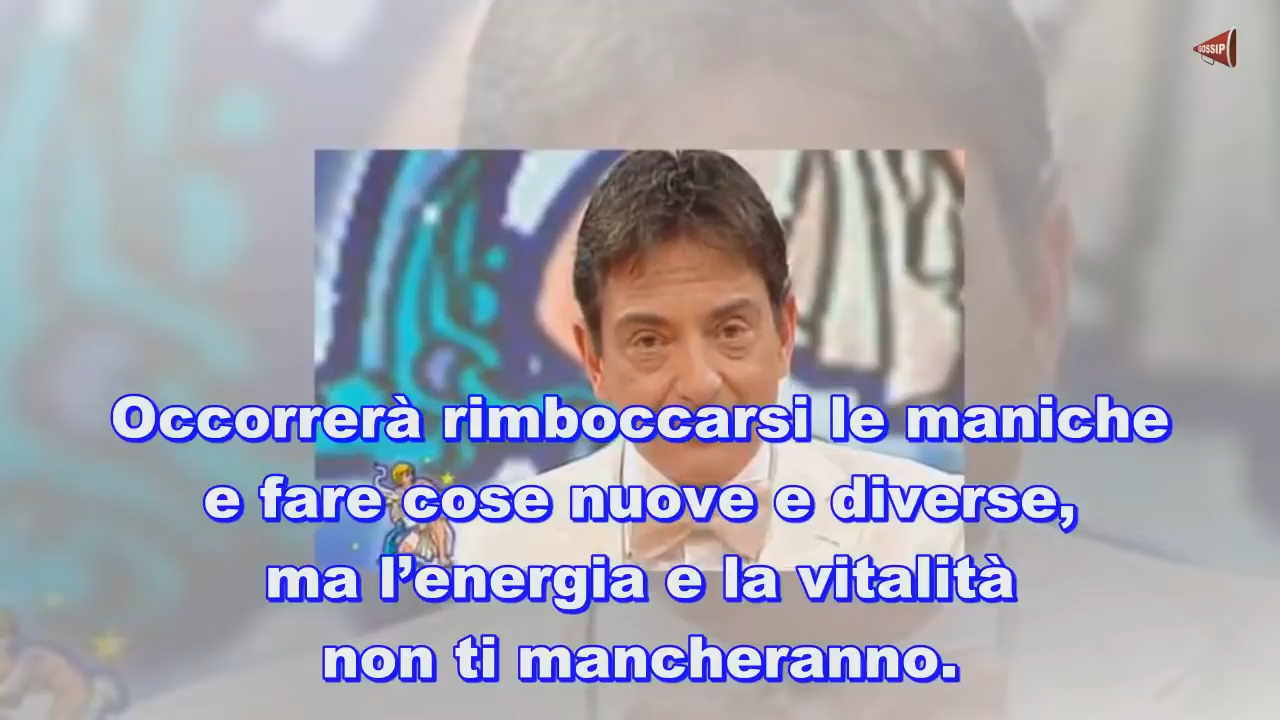 GOSSIP
Occorrerà rimboccarsi le maniche
e fare cose nuove e diverse,
ma l’energia e la vitalità
non ti mancheranno.